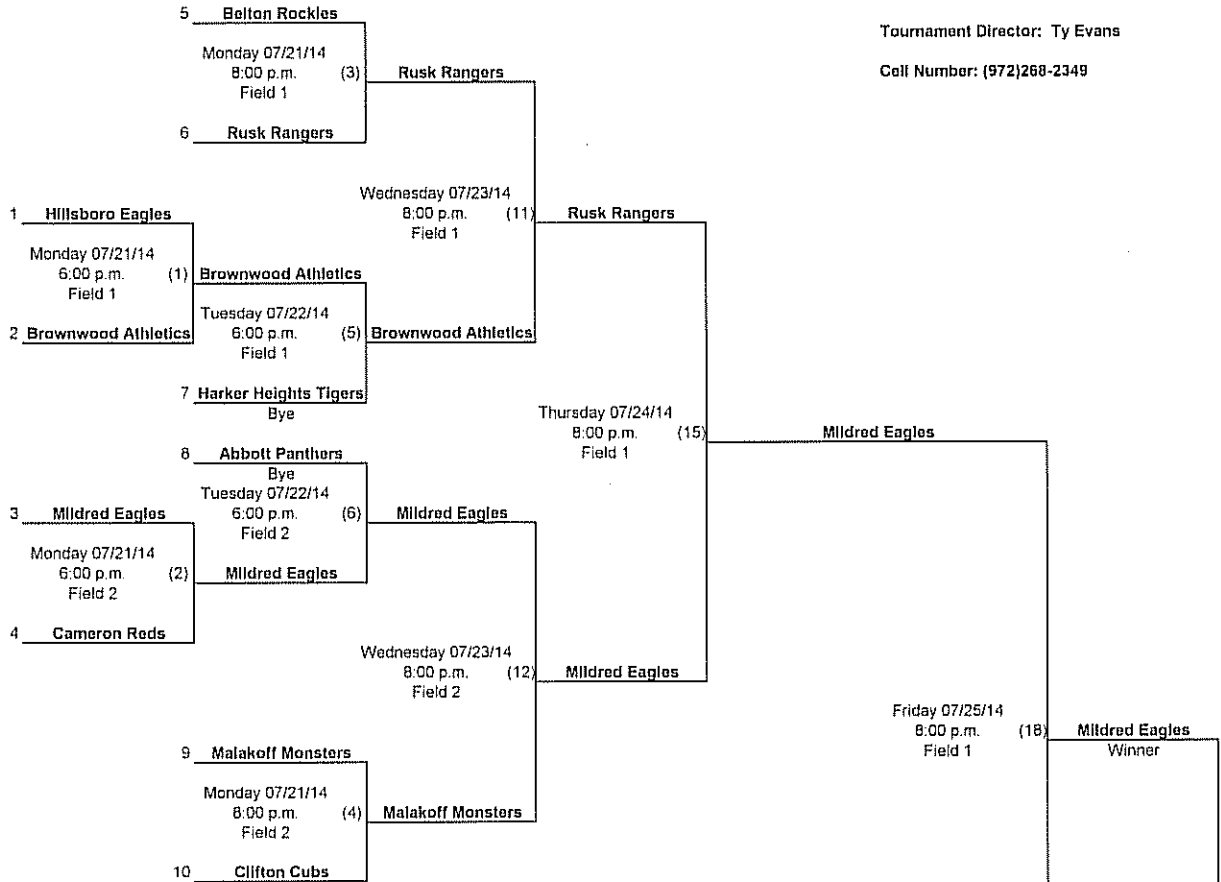 5 Belton Rockies
Tournament Director: Ty Evans
Monday 07/21/14
8:00 p.m. (3) Rusk Rangers
Cell Number: (972)268-2349
Field 1
6 Rusk Rangers
Wednesday 07/23/14
1 Hillsboro Eagles
8:00 p.m. (11) Rusk Rangers
Field 1
Monday 07/21/14
6:00 p.m. (1) Brownwood Athletics
Field 1
Tuesday 07/22/14
2 Brownwood Athletics
6:00 p.m. (5) Brownwood Athletics
Field 1
7 Harker Heights Tigers
Bye
Thursday 07/24/14
8:00 p.m. (15) Mildred Eagles
Field 1
8 Abbott Panthers
Bye
Tuesday 07/22/14
3 Mildred Eagles
6:00 p.m. (6) Mildred Eagles
Field 2
Monday 07/21/14
6:00 p.m. (2) Mildred Eagles
Field 2
4 Cameron Reds
Wednesday 07/23/14
8:00 p.m. (12) Mildred Eagles
Field 2
Friday 07/25/14
8:00 p.m. (18) Mildred Eagles
Field 1
Winner
9 Malakoff Monsters
Monday 07/21/14
8:00 p.m. (4) Malakoff Monsters
Field 2
10 Clifton Cubs